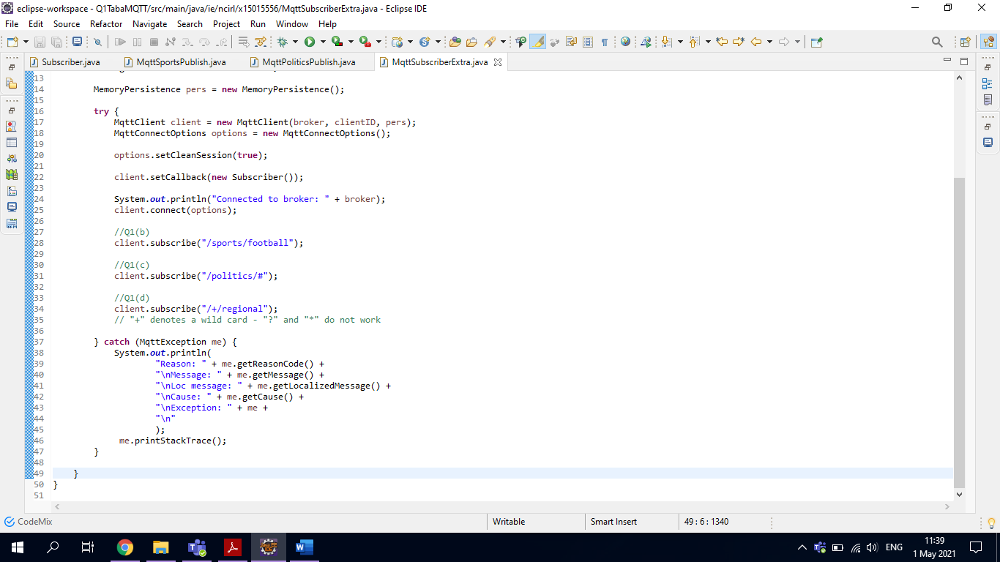 eclipse-workspace - Q1TabaMQTT/src/main/java/ie/ncirl/x15015556/MqttSubscriberExtra.java - Eclipse IDE
File Edit Source Refactor Navigate Search Project Run Window Help
Subscriber.java MqttSportsPublish.java MqttPoliticsPublish.java MqttSubscriberExtra.java
13
14 MemoryPersistence pers = new MemoryPersistence();
15
16 try {
17 MqttClient client = new MqttClient(broker, clientID, pers);
18 MqttConnectOptions options = new MqttConnectOptions();
19
20 options.setCleanSession(true);
21
22 client.setCallback(new Subscriber());
23
24 System.out.println("Connected to broker: " + broker);
25 client.connect(options);
26
27 //Q1(b)
28 client.subscribe("/sports/football");
29
30 //Q1(c)
31 client.subscribe("/politics/#");
32
33 //Q1(d)
34 client.subscribe("/+/regional");
35 // "+" denotes a wild card - "?" and "*" do not work
36
37 } catch (MqttException me) {
38 System.out.println(
39 "Reason: " + me.getReasonCode() +
40 "\nMessage: " + me.getMessage() +
41 "\nLoc message: " + me.getLocalizedMessage() +
42 "\nCause: " + me.getCause() +
43 "\nException: " + me +
44 "\n"
45 );
46 me.printStackTrace();
47 }
48
49 }
50 }
51
CodeMix Writable Smart Insert 49 : 6 : 1340
ENG 11:39
1 May 2021